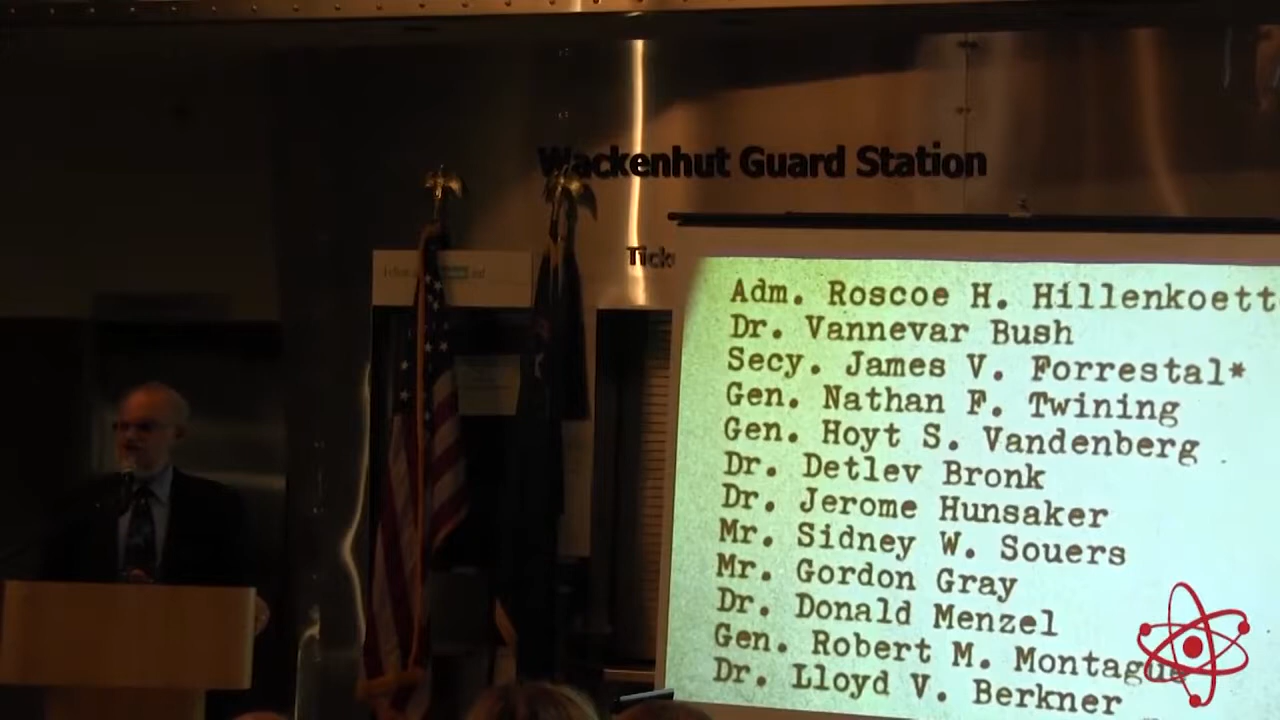 Wackenhut Guard Station
Adm. Roscoe H. Hillenkoett
Dr. Vannevar Bush
Secy. James V. Forrestal*
Gen. Nathan F. Twining
Gen. Hoyt S. Vandenberg
Dr. Detlev Bronk
Dr. Jerome Hunsaker
Mr. Sidney W. Souers
Mr. Gordon Gray
Dr. Donald Menzel
Gen. Robert M. Montague
Dr. Lloyd V. Berkner